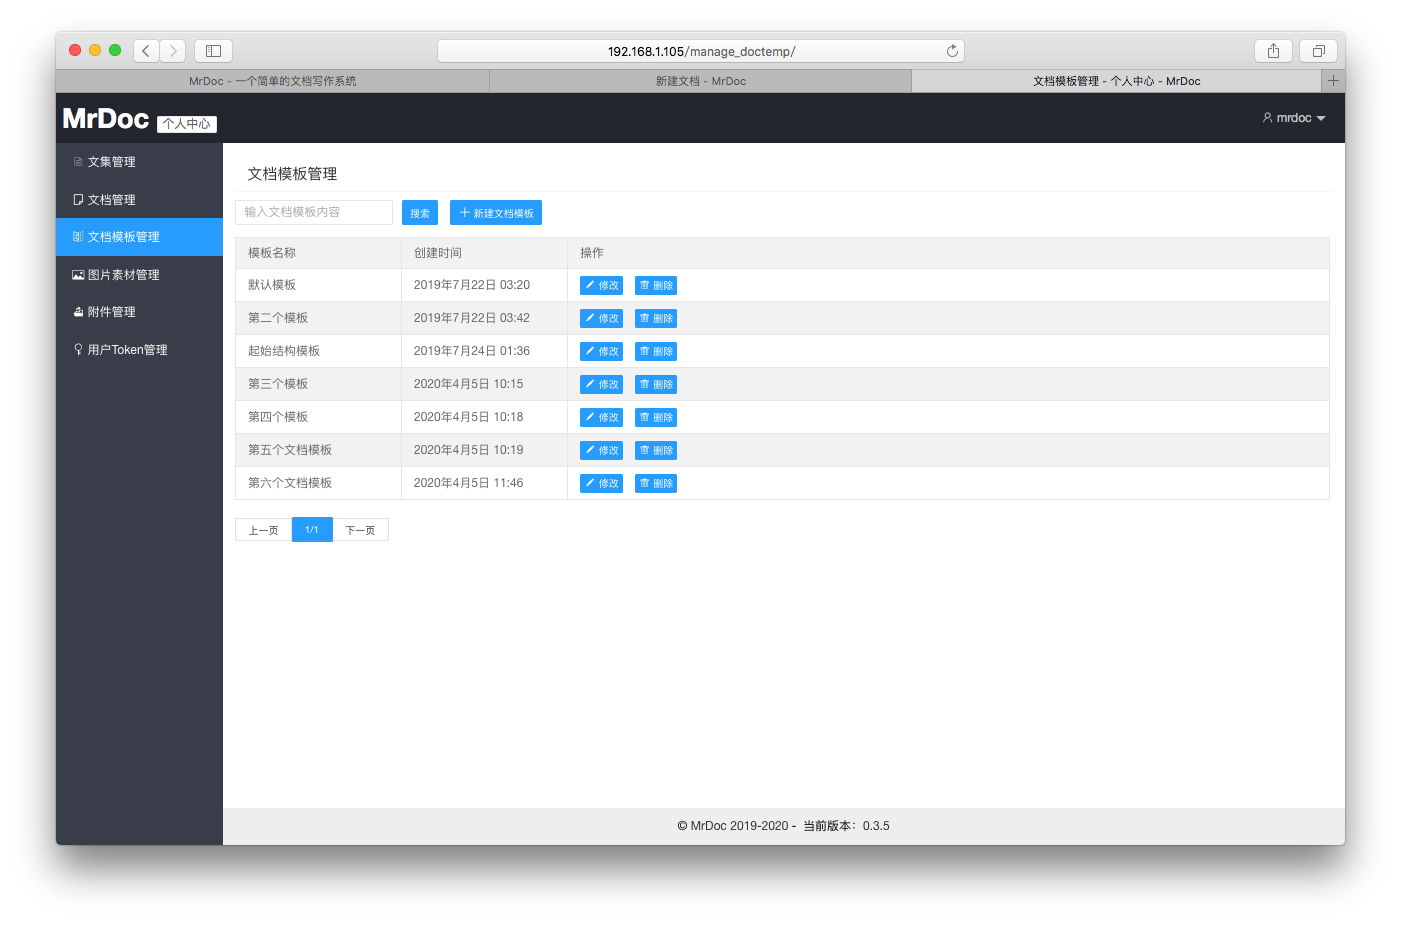 192.168.1.105/manage_doctemp/
MrDoc - 一个简单的文档写作系统
新建文档 - MrDoc
文档模板管理 - 个人中心 - MrDoc
MrDoc 个人中心
mrdoc
文集管理
文档管理
文档模板管理
图片素材管理
附件管理
用户Token管理
文档模板管理
输入文档模板内容 搜索 新建文档模板
模板名称 创建时间 操作
默认模板 2019年7月22日 03:20 修改 删除
第二个模板 2019年7月22日 03:42 修改 删除
起始结构模板 2019年7月24日 01:36 修改 删除
第三个模板 2020年4月5日 10:15 修改 删除
第四个模板 2020年4月5日 10:18 修改 删除
第五个文档模板 2020年4月5日 10:19 修改 删除
第六个文档模板 2020年4月5日 11:46 修改 删除
上一页 1/1 下一页
© MrDoc 2019-2020 - 当前版本：0.3.5